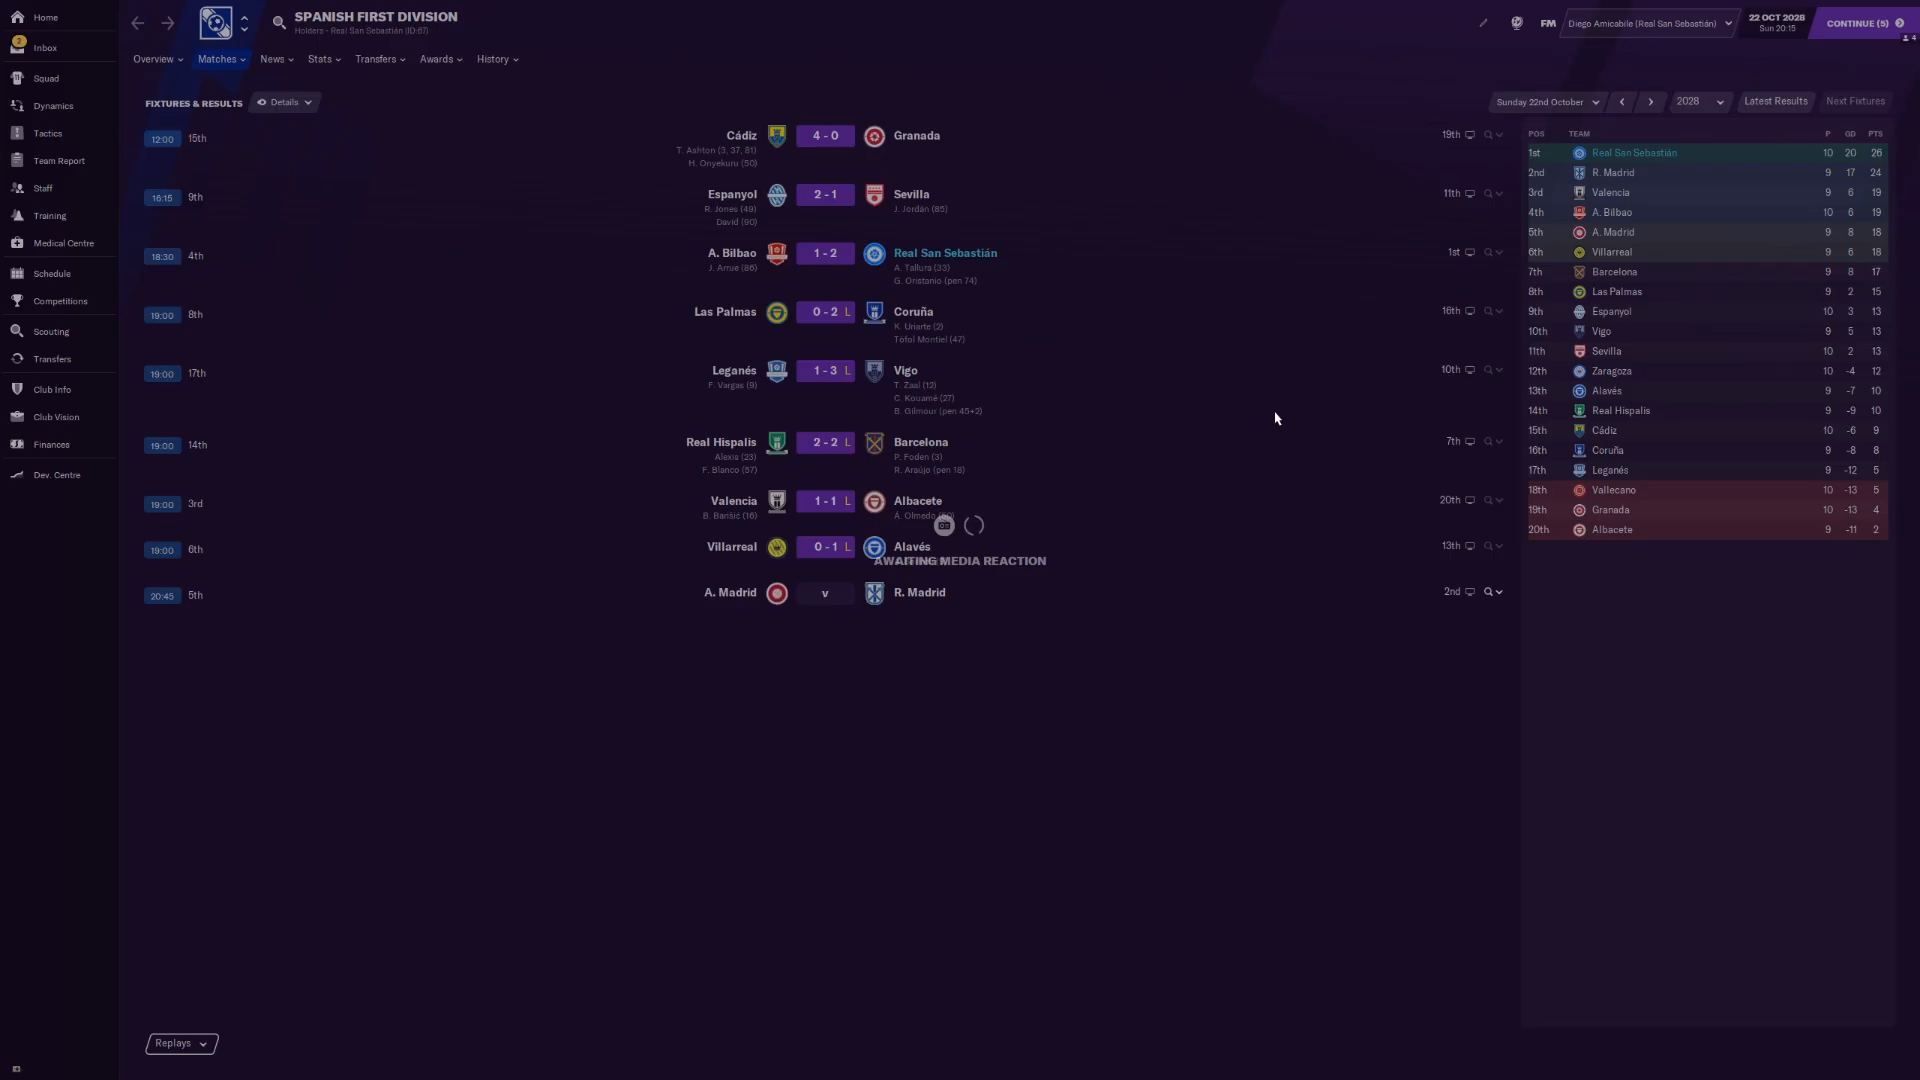 Home
SPANISH FIRST DIVISION
Holders - Real San Sebastián (ID:67)
FM
Diego Amicabile (Real San Sebastián)
22 OCT 2028
Sun 20:15
CONTINUE (5)
4
2
Inbox
Overview
Matches
News
Stats
Transfers
Awards
History
Squad
Dynamics
Tactics
Team Report
Staff
Training
Medical Centre
Schedule
Competitions
Scouting
Transfers
Club Info
Club Vision
Finances
Dev. Centre
FIXTURES & RESULTS
Details
Sunday 22nd October
2028
Latest Results
Next Fixtures
12:00 15th Cádiz 4 - 0 Granada 19th
T. Ashton (3, 37, 81)
H. Onyekuru (50)
16:15 9th Espanyol 2 - 1 Sevilla 11th
R. Jones (49) J. Jordán (85)
David (90)
18:30 4th A. Bilbao 1 - 2 Real San Sebastián 1st
J. Arrue (86) A. Tallura (33)
G. Oristanio (pen 74)
19:00 8th Las Palmas 0 - 2 L Coruña 16th
K. Uriarte (2)
Tòfol Montiel (47)
19:00 17th Leganés 1 - 3 L Vigo 10th
F. Vargas (9) T. Zaal (12)
C. Kouamé (27)
B. Gilmour (pen 45+2)
19:00 14th Real Hispalis 2 - 2 L Barcelona 7th
Alexis (23) P. Foden (3)
F. Blanco (57) R. Araújo (pen 18)
19:00 3rd Valencia 1 - 1 L Albacete 20th
B. Barišić (16) Á. Olmedo
19:00 6th Villarreal 0 - 1 L Alavés 13th
AWAITING MEDIA REACTION
20:45 5th A. Madrid v R. Madrid 2nd
POS TEAM P GD PTS
1st Real San Sebastián 10 20 26
2nd R. Madrid 9 17 24
3rd Valencia 9 6 19
4th A. Bilbao 10 6 19
5th A. Madrid 9 8 18
6th Villarreal 9 6 18
7th Barcelona 9 8 17
8th Las Palmas 9 2 15
9th Espanyol 10 3 13
10th Vigo 9 5 13
11th Sevilla 10 2 13
12th Zaragoza 10 -4 12
13th Alavés 9 -7 10
14th Real Hispalis 9 -9 10
15th Cádiz 10 -6 9
16th Coruña 9 -8 8
17th Leganés 9 -12 5
18th Vallecano 10 -13 5
19th Granada 10 -13 4
20th Albacete 9 -11 2
Replays